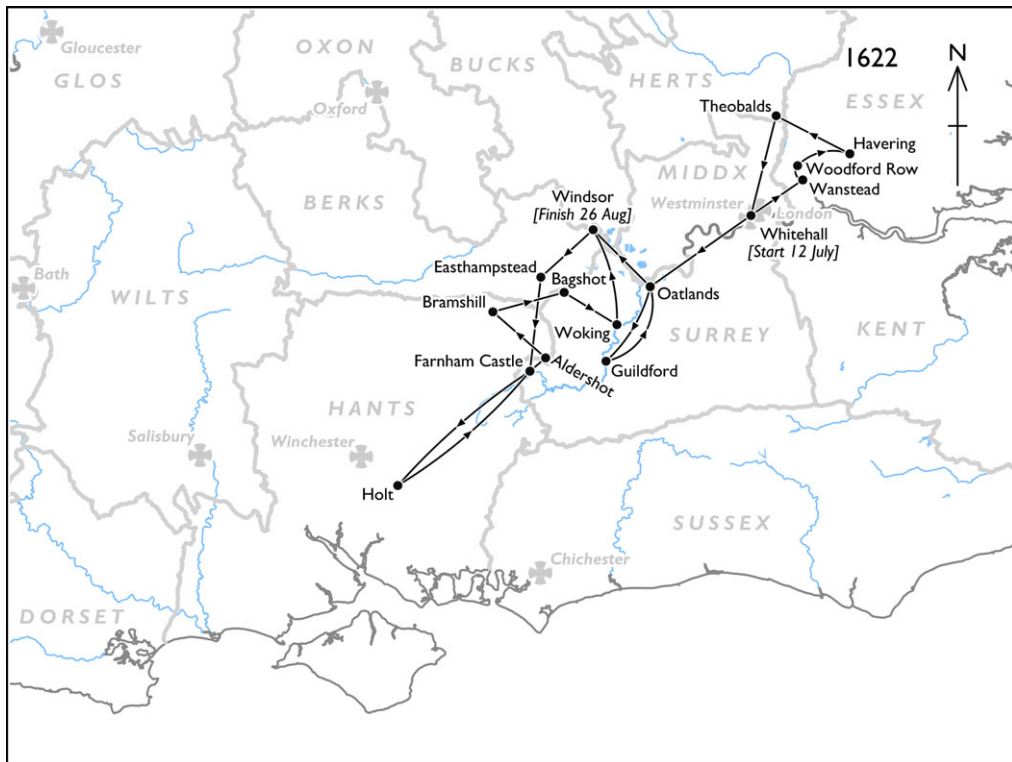 1622
N
Gloucester
GLOS
OXON
BUCKS
HERTS
ESSEX
Oxford
Theobalds
Havering
Woodford Row
Wanstead
MIDDX
BERKS
Windsor
[Finish 26 Aug]
Westminster
London
Whitehall
[Start 12 July]
Bath
WILTS
Easthampstead
Bagshot
Oatlands
Bramshill
Woking
SURREY
KENT
Farnham Castle
Aldershot
Guildford
HANTS
Salisbury
Winchester
Holt
SUSSEX
Chichester
DORSET